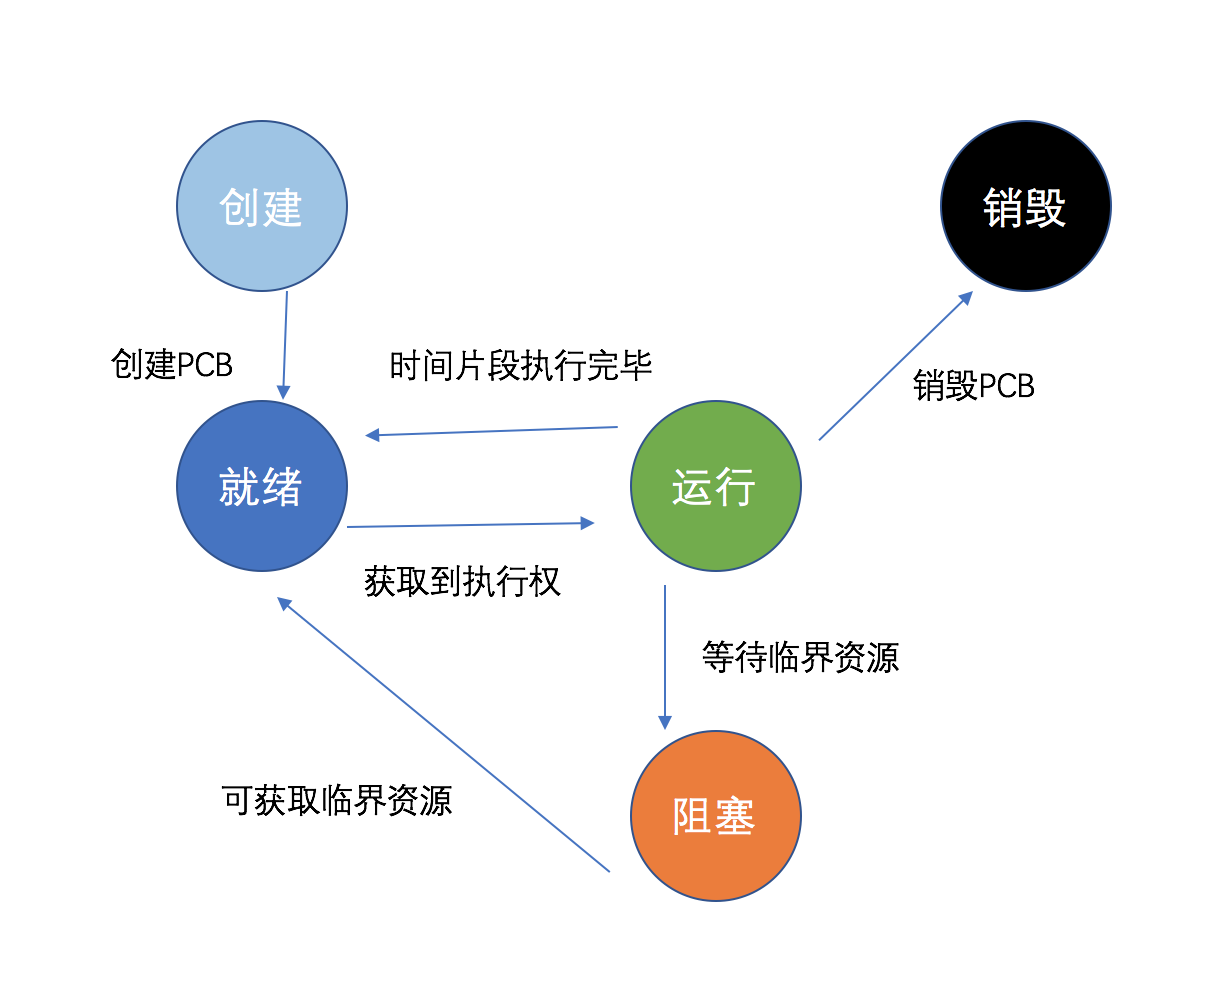 创建
销毁
创建PCB
时间片段执行完毕
销毁PCB
就绪
运行
获取到执行权
等待临界资源
可获取临界资源
阻塞